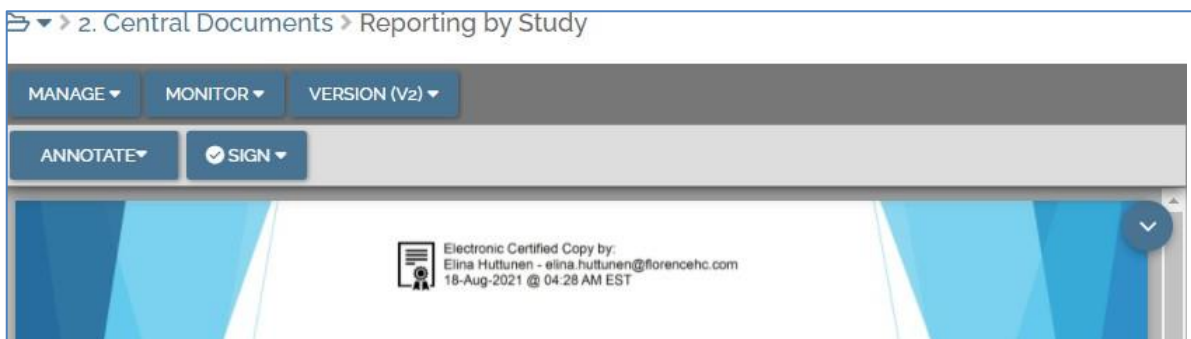 > 2. Central Documents > Reporting by Study
MANAGE MONITOR VERSION (V2)
ANNOTATE SIGN
Electronic Certified Copy by:
Elina Huttunen - elina.huttunen@florencehc.com
18-Aug-2021 @ 04:28 AM EST